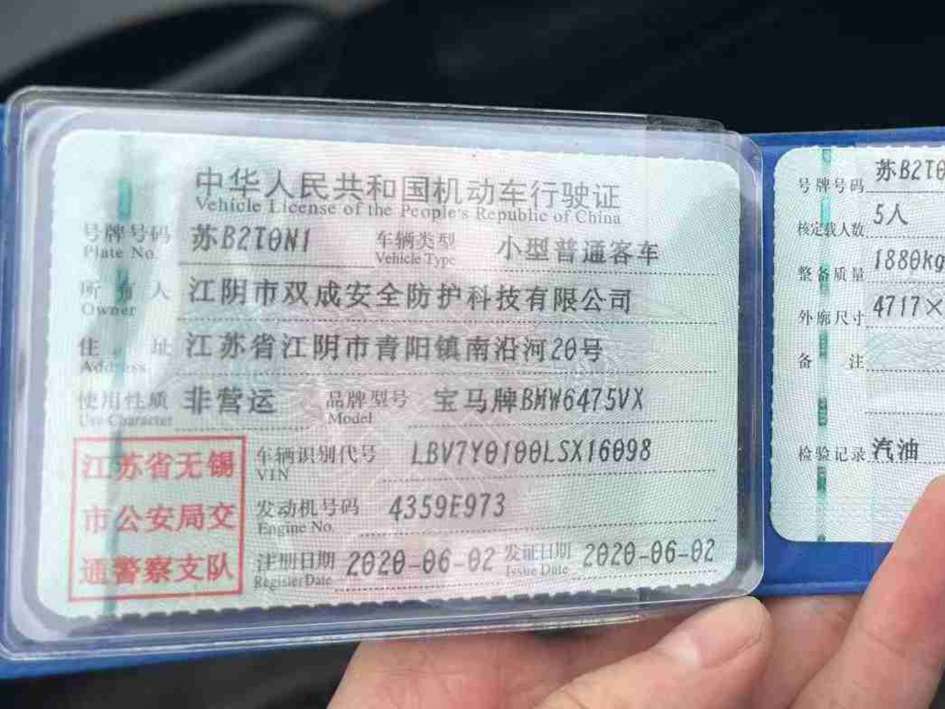 中华人民共和国机动车行驶证
Vehicle License of the People's Republic of China
号牌号码 苏B2T0N1 车辆类型 小型普通客车
Plate No. Vehicle Type
所有人 江阴市双成安全防护科技有限公司
Owner
住址 江苏省江阴市青阳镇南沿河20号
Address
使用性质 非营运 品牌型号 宝马牌BMW6475VX
Use Character Model
江苏省无锡
市公安局交
通警察支队
车辆识别代号 LBV7Y0100LSX16098
VIN
发动机号码 4359E973
Engine No.
注册日期 2020-06-02 发证日期 2020-06-02
Register Date Issue Date
号牌号码 苏B2T0
核定载人数 5人
整备质量 1880kg
外廓尺寸 4717×
备注
检验记录 汽油